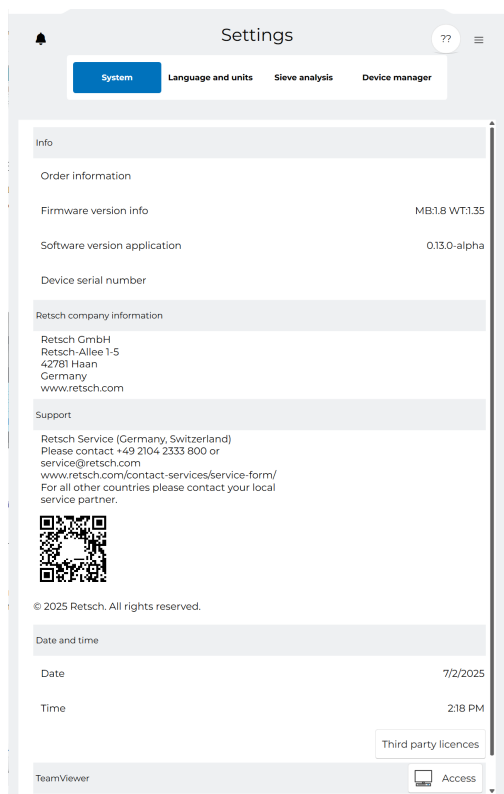 Settings
??
System
Language and units
Sieve analysis
Device manager
Info
Order information
Firmware version info
MB:1.8 WT:1.35
Software version application
0.13.0-alpha
Device serial number
Retsch company information
Retsch GmbH
Retsch-Allee 1-5
42781 Haan
Germany
www.retsch.com
Support
Retsch Service (Germany, Switzerland)
Please contact +49 2104 2333 800 or
service@retsch.com
www.retsch.com/contact-services/service-form/
For all other countries please contact your local
service partner.
© 2025 Retsch. All rights reserved.
Date and time
Date
7/2/2025
Time
2:18 PM
Third party licences
TeamViewer
Access